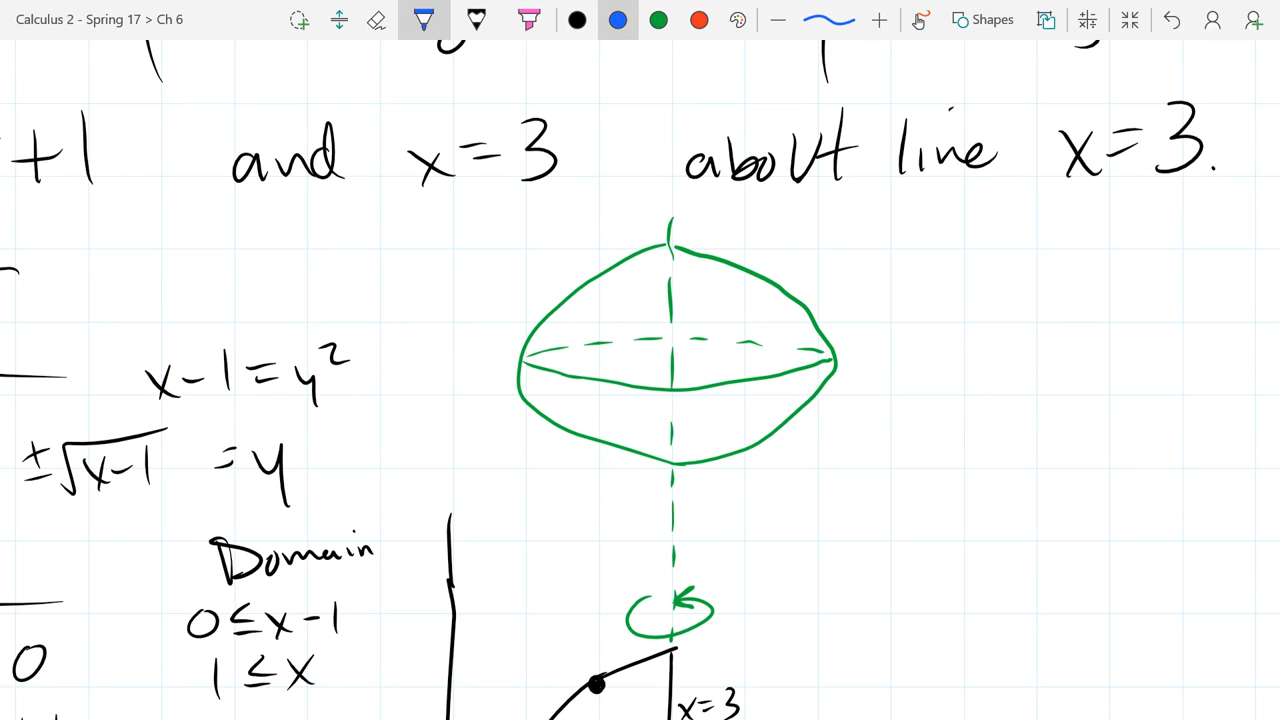 Calculus 2 - Spring 17 > Ch 6
Shapes
+1 and x = 3 about line x = 3.
x - 1 = y²
±√(x-1) = y
Domain
0 ≤ x - 1
1 ≤ x
0
x = 3